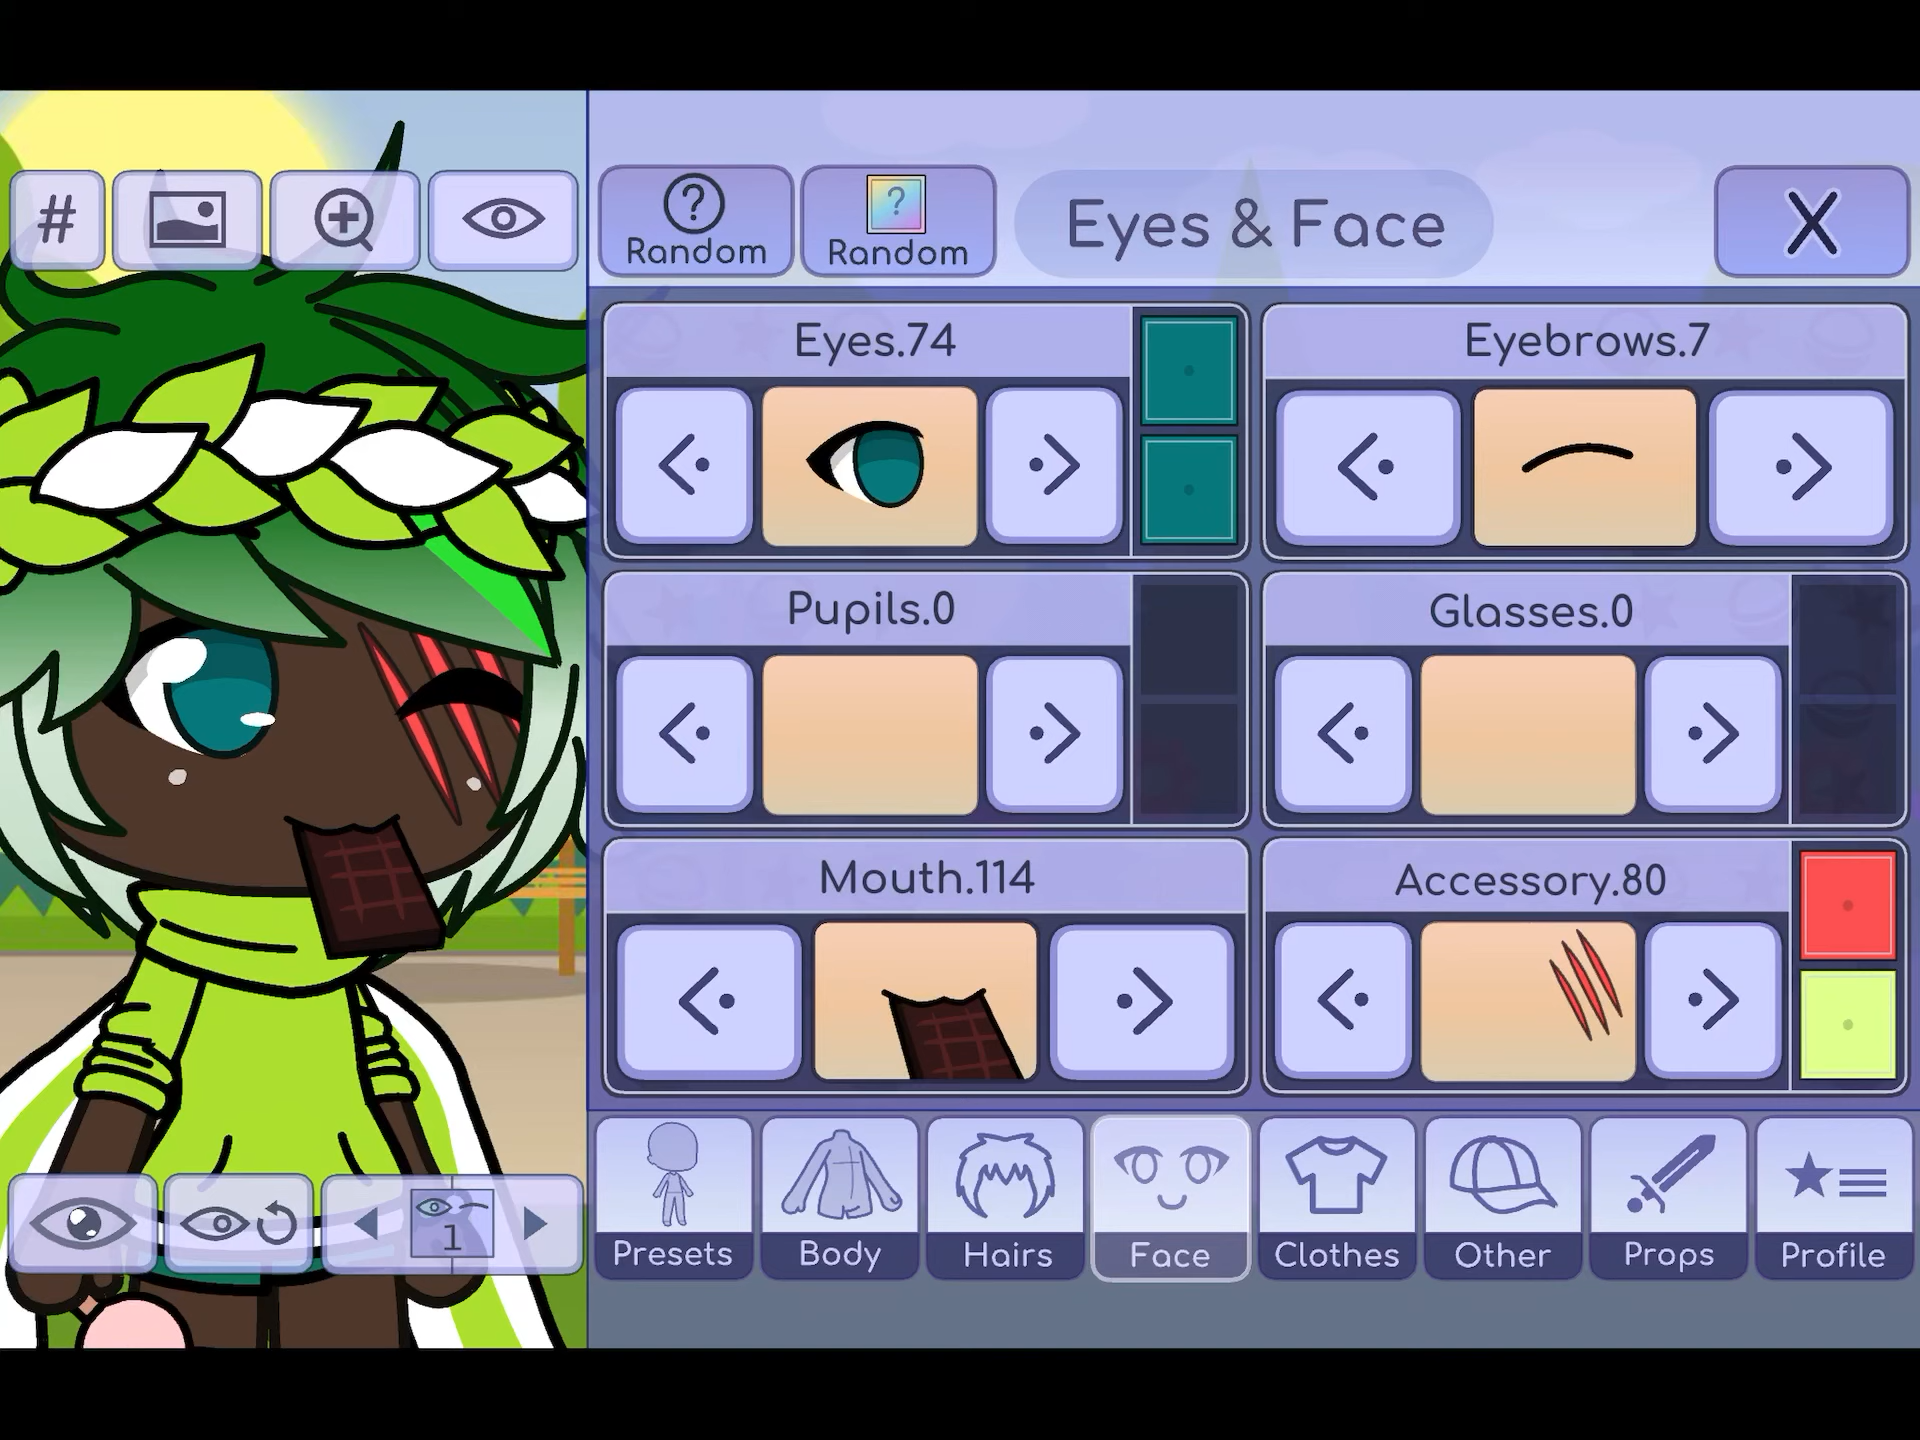 #
? Random
? Random
Eyes & Face
X
Eyes.74
Eyebrows.7
Pupils.0
Glasses.0
Mouth.114
Accessory.80
1
Presets
Body
Hairs
Face
Clothes
Other
Props
Profile